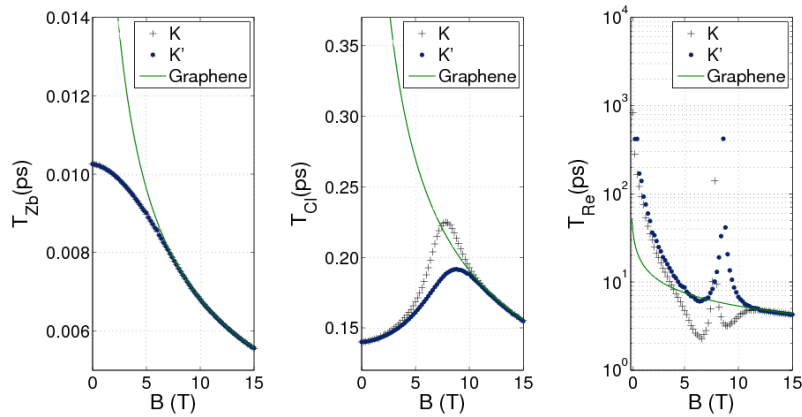 0.014
0.012
0.010
0.008
0.006
T_Zb(ps)
K
K'
Graphene
0 5 10 15
B (T)
0.35
0.30
0.25
0.20
0.15
T_Cl(ps)
K
K'
Graphene
0 5 10 15
B (T)
10^4
10^3
10^2
10^1
10^0
T_Re(ps)
K
K'
Graphene
0 5 10 15
B (T)